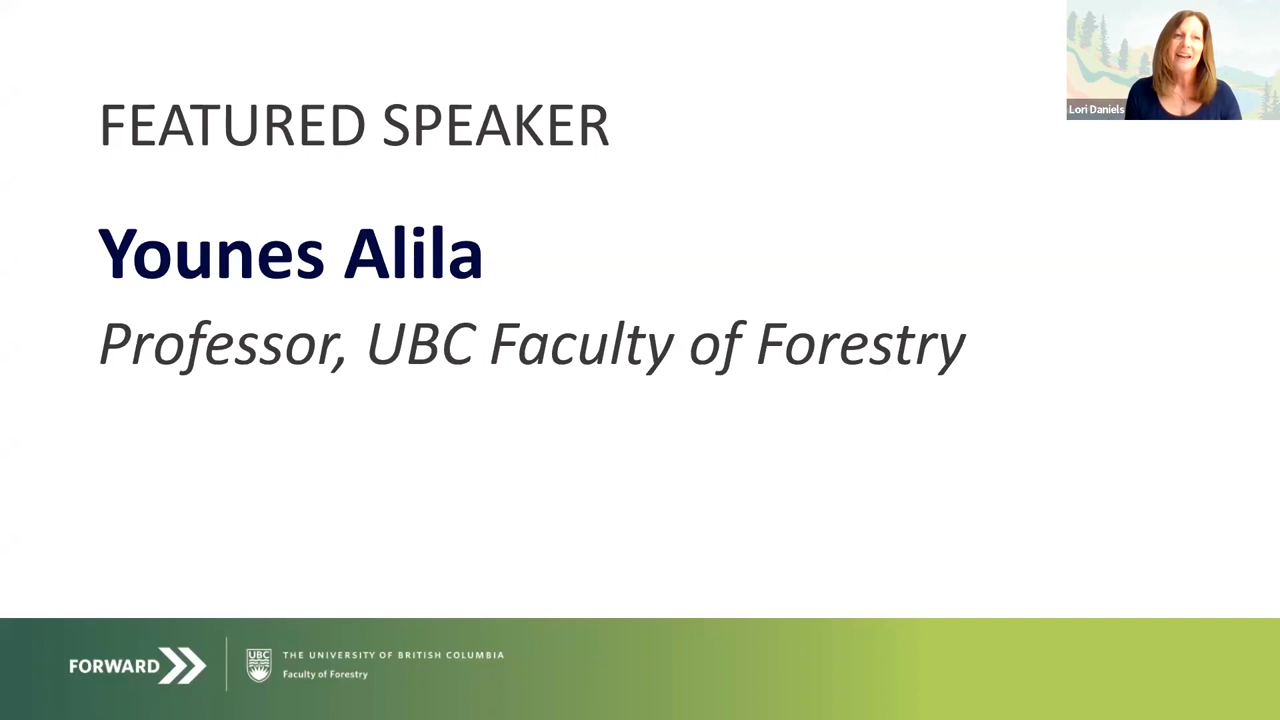 FEATURED SPEAKER
Lori Daniels
Younes Alila
Professor, UBC Faculty of Forestry
FORWARD
UBC
THE UNIVERSITY OF BRITISH COLUMBIA
Faculty of Forestry